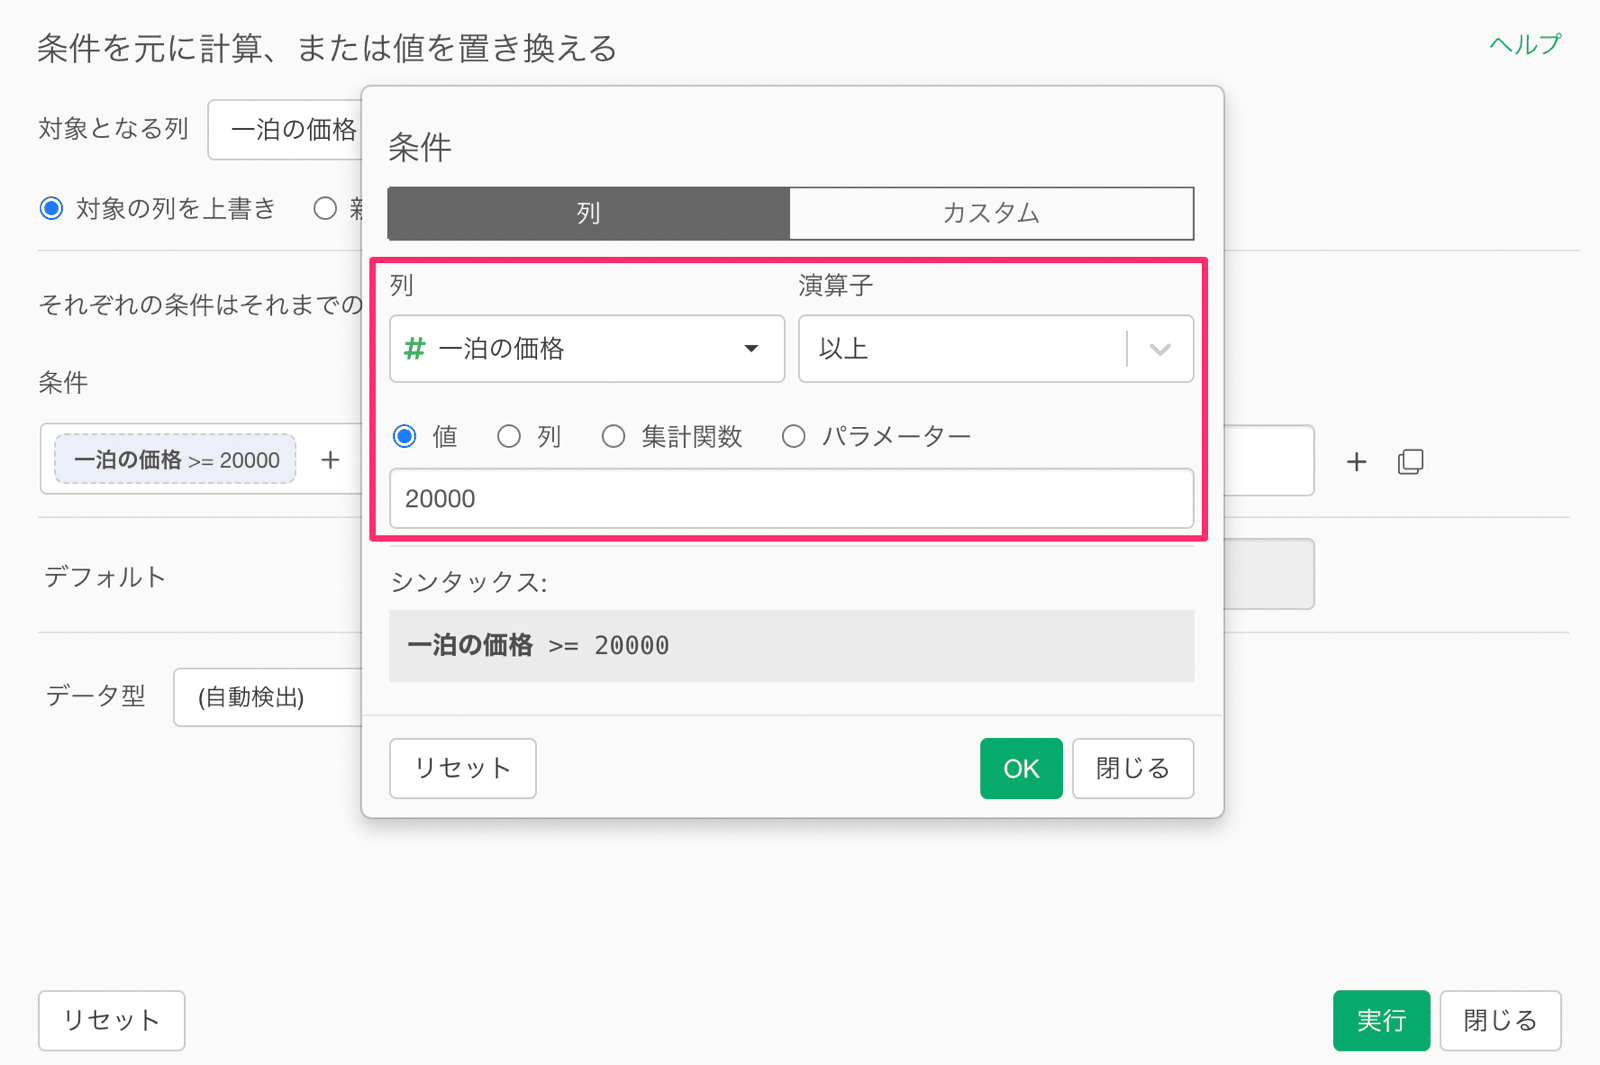 条件を元に計算、または値を置き換える
ヘルプ
対象となる列
一泊の価格
対象の列を上書き
それぞれの条件はそれまでの
条件
一泊の価格 >= 20000
+
+
デフォルト
データ型
(自動検出)
条件
列
カスタム
列
演算子
# 一泊の価格
以上
値
列
集計関数
パラメーター
20000
シンタックス:
一泊の価格 >= 20000
リセット
OK
閉じる
リセット
実行
閉じる